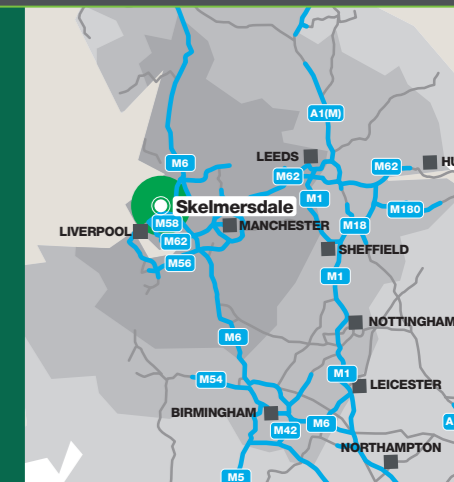 A1(M)
LEEDS
M6
M62
M62
HU
M1
Skelmersdale
M180
M58
LIVERPOOL
MANCHESTER
M18
M62
SHEFFIELD
M56
M1
NOTTINGHAM
M6
M1
M54
LEICESTER
BIRMINGHAM
M6
A
M42
NORTHAMPTON
M5